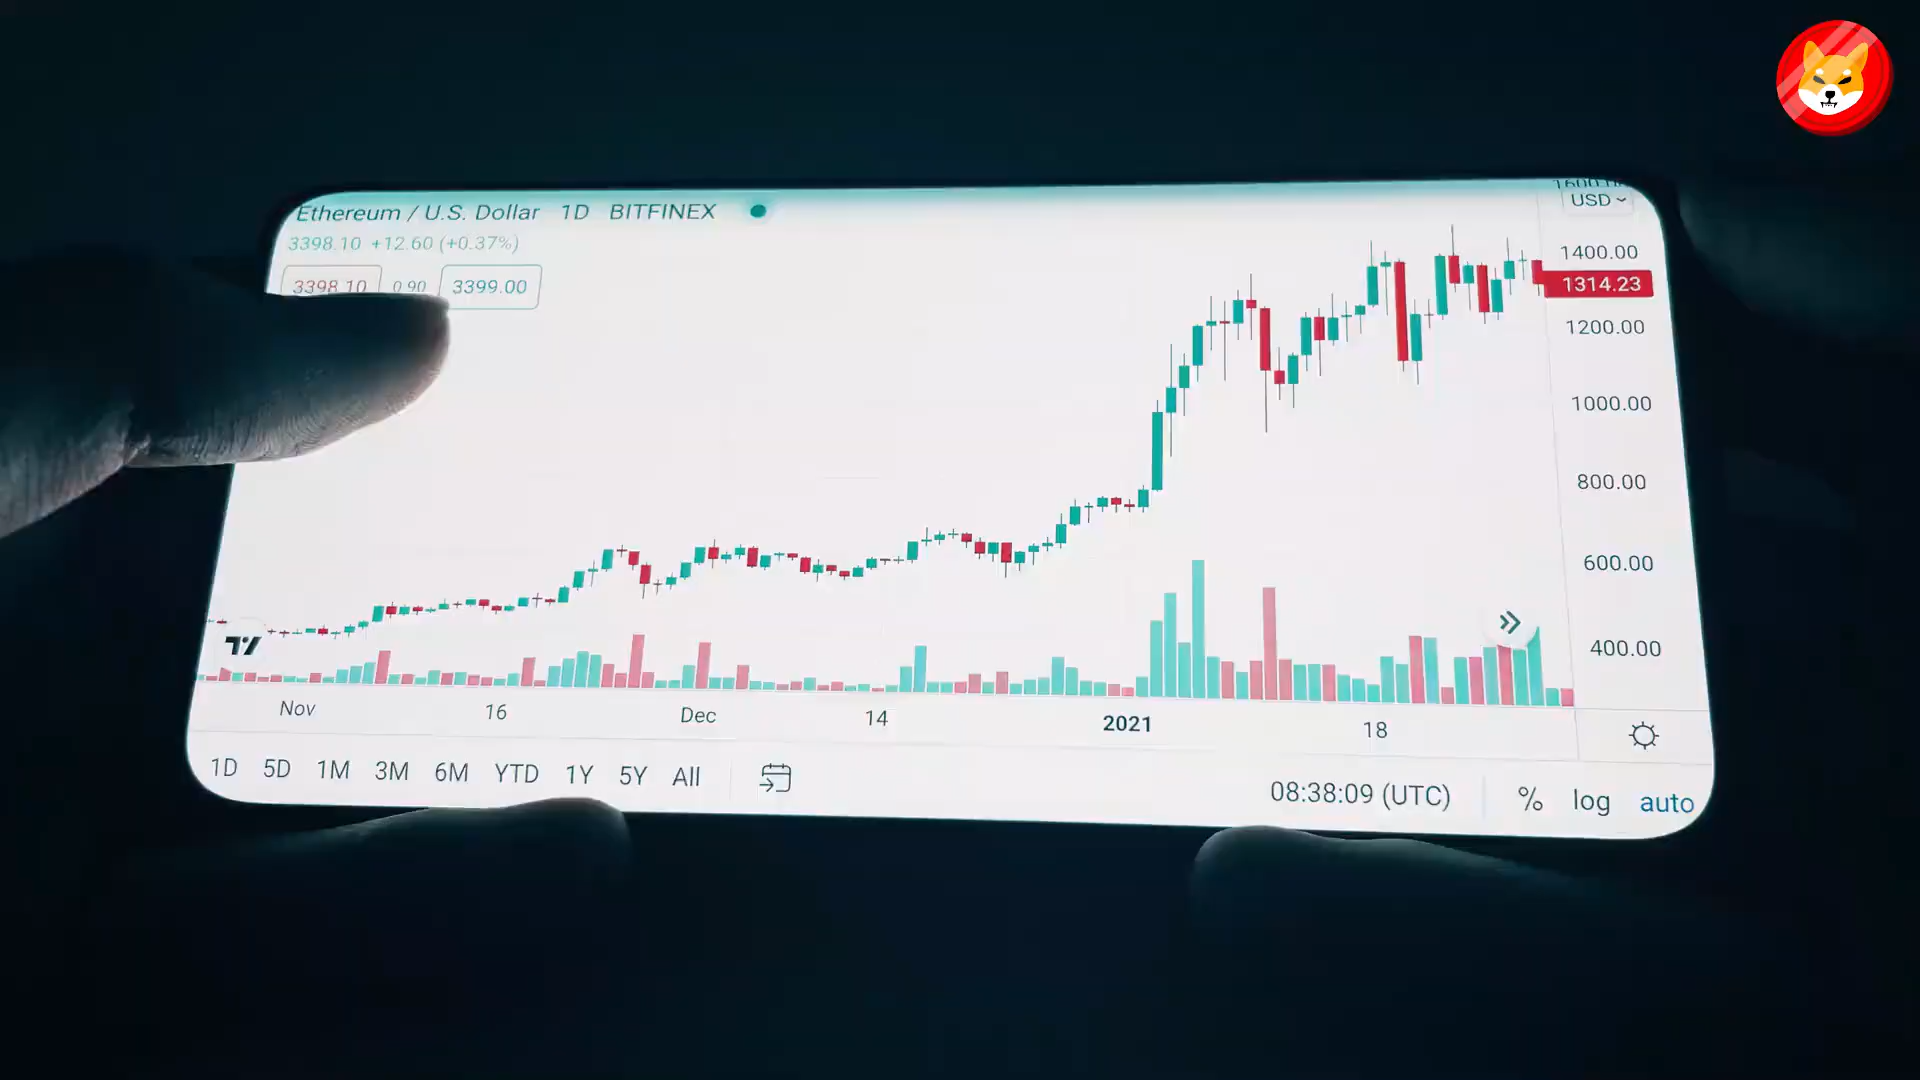 Ethereum / U.S. Dollar 1D BITFINEX
3398.10 +12.60 (+0.37%)
3398.10 0.90 3399.00
1600.00
USD
1400.00
1314.23
1200.00
1000.00
800.00
600.00
400.00
Nov 16 Dec 14 2021 18
1D 5D 1M 3M 6M YTD 1Y 5Y All
08:38:09 (UTC) % log auto